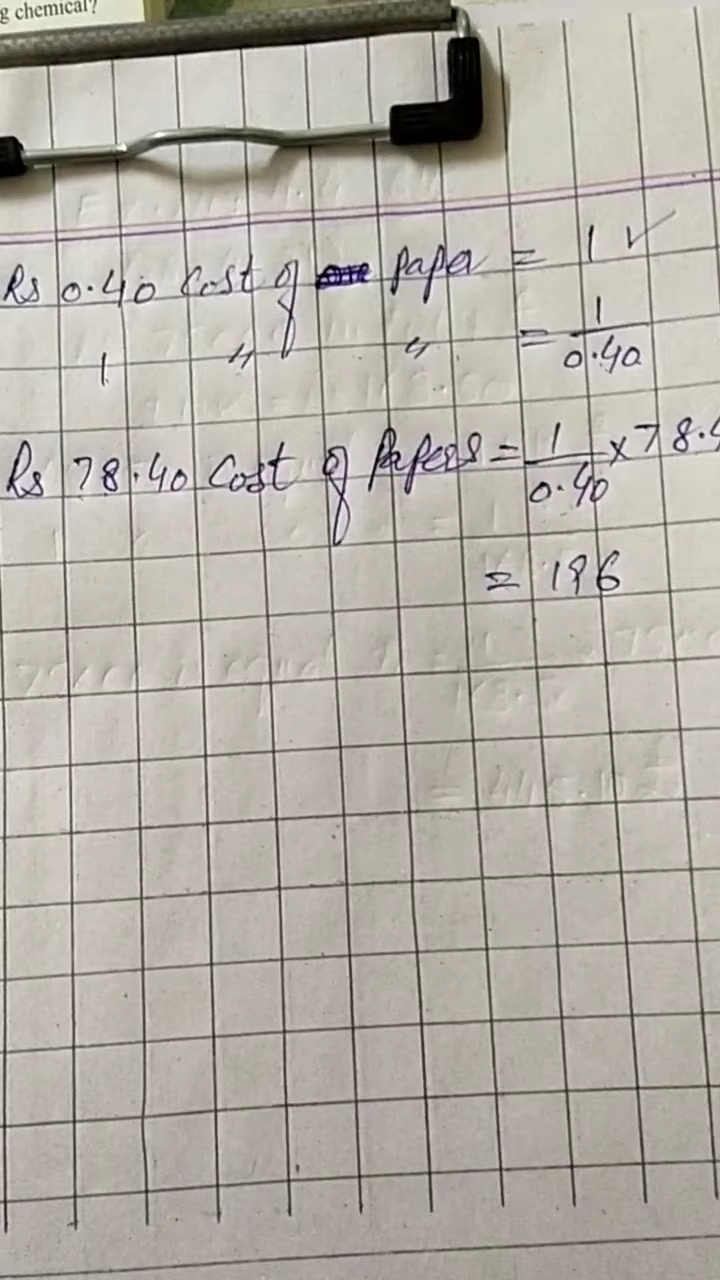 g chemical?
Rs 0.40 Cost of paper = 1 ✓
1 〃 〃 = 1/0.40
Rs 78.40 Cost of Papers = 1/0.40 × 78.4
= 196